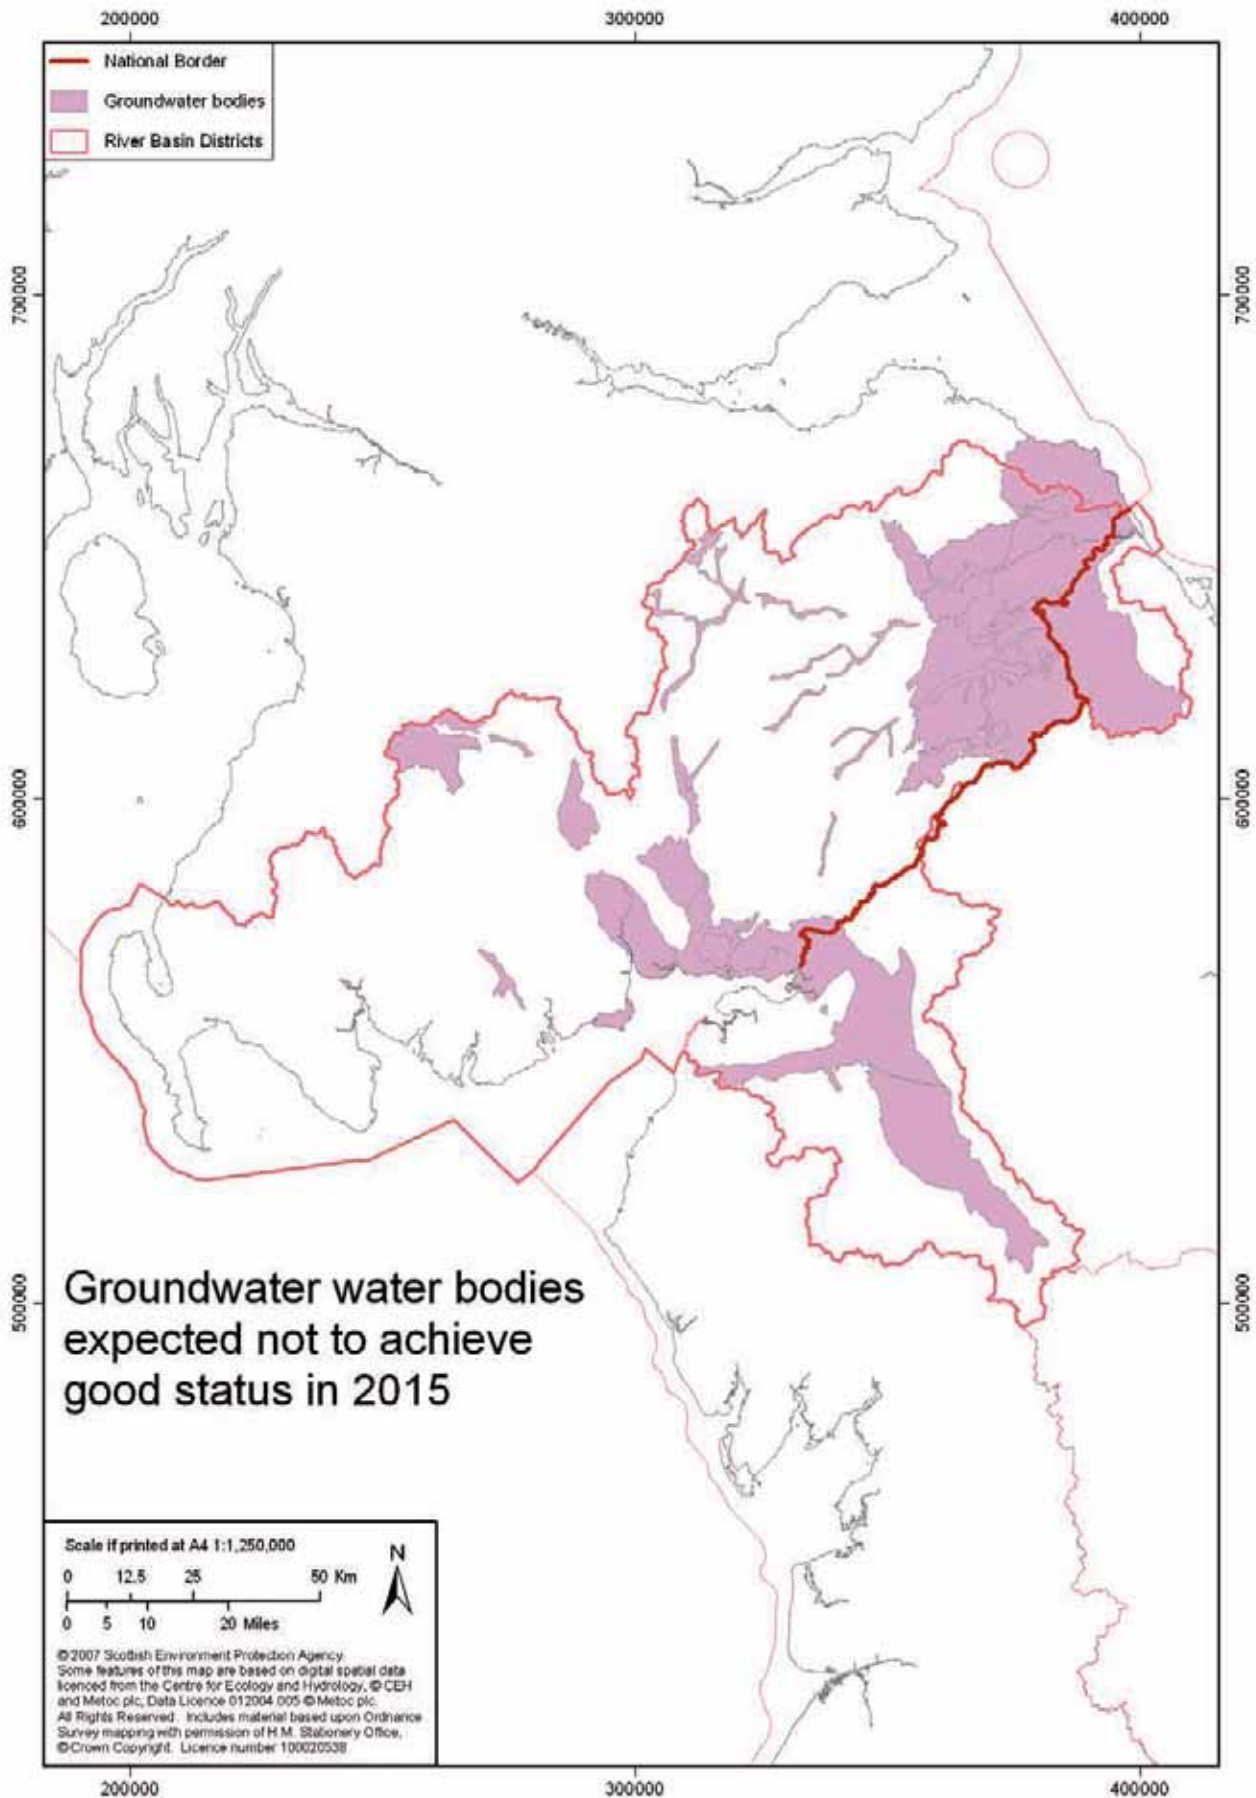 200000
300000
400000
National Border
Groundwater bodies
River Basin Districts
700000
700000
600000
600000
500000
500000
Groundwater water bodies
expected not to achieve
good status in 2015
Scale if printed at A4 1:1,250,000
0 12.5 25 50 Km
0 5 10 20 Miles
N
© 2007 Scottish Environment Protection Agency.
Some features of this map are based on digital spatial data
licenced from the Centre for Ecology and Hydrology, © CEH
and Metoc plc, Data Licence 012004.005 © Metoc plc.
All Rights Reserved. Includes material based upon Ordnance
Survey mapping with permission of H.M. Stationery Office,
© Crown Copyright. Licence number 100020538
200000
300000
400000